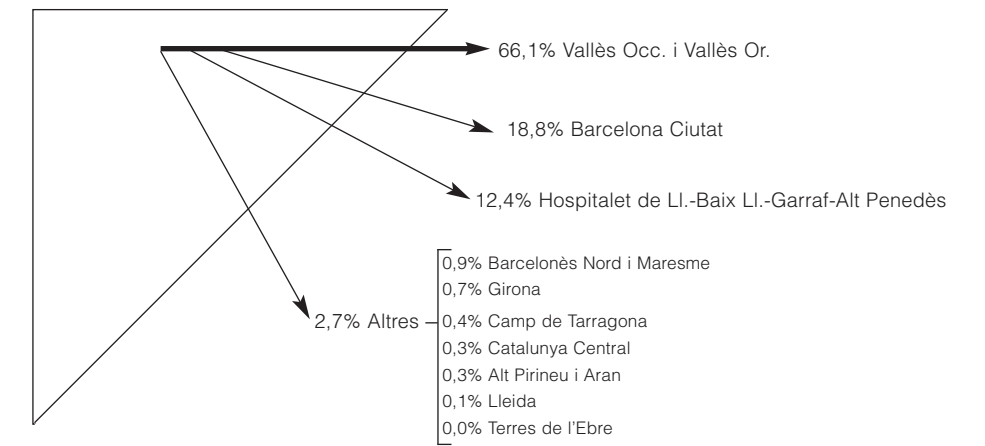 66,1% Vallès Occ. i Vallès Or.
18,8% Barcelona Ciutat
12,4% Hospitalet de Ll.-Baix Ll.-Garraf-Alt Penedès
2,7% Altres
0,9% Barcelonès Nord i Maresme
0,7% Girona
0,4% Camp de Tarragona
0,3% Catalunya Central
0,3% Alt Pirineu i Aran
0,1% Lleida
0,0% Terres de l'Ebre